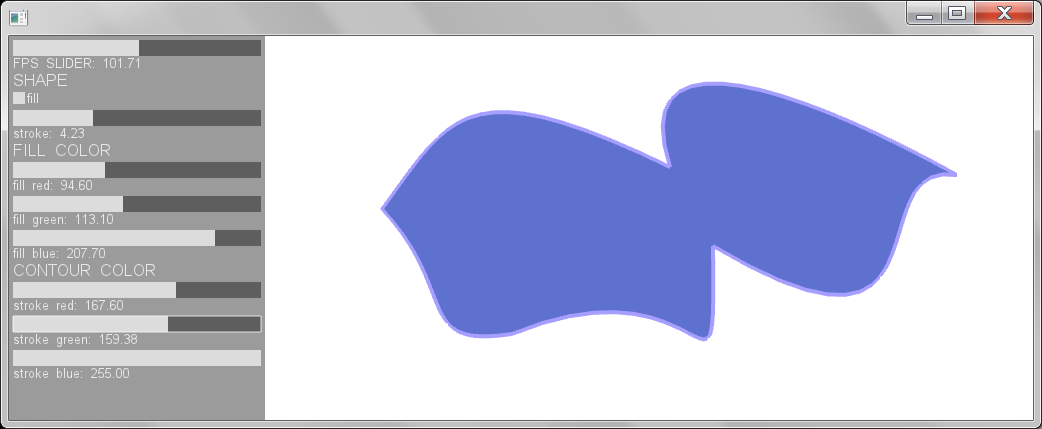 FPS SLIDER: 101.71
SHAPE
fill
stroke: 4.23
FILL COLOR
fill red: 94.60
fill green: 113.10
fill blue: 207.70
CONTOUR COLOR
stroke red: 167.60
stroke green: 159.38
stroke blue: 255.00